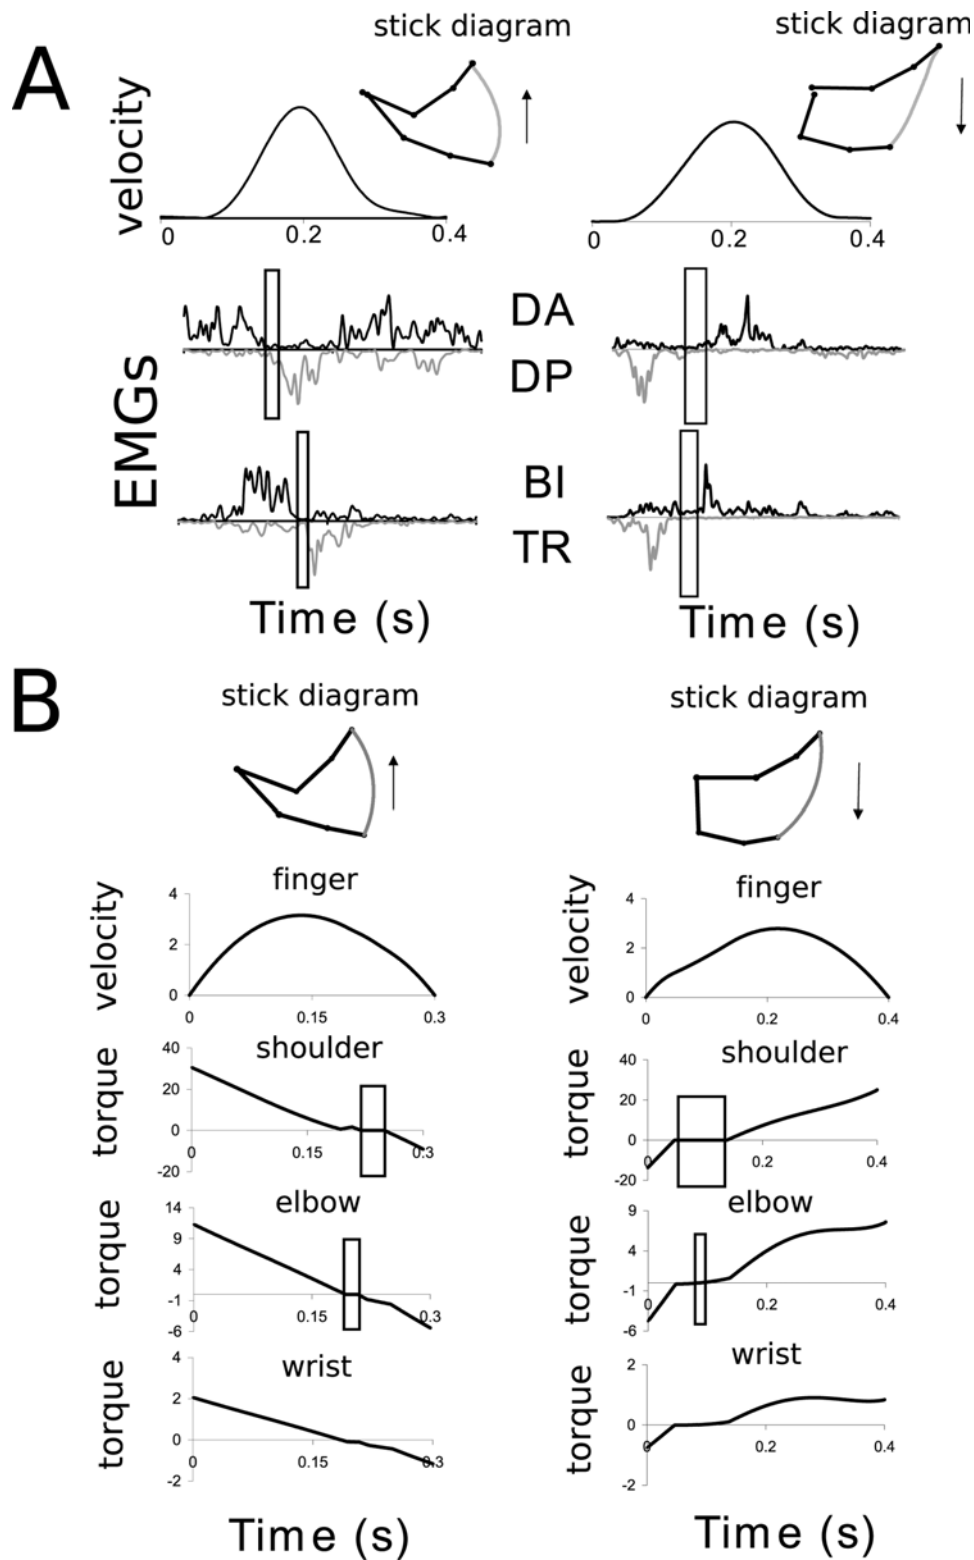 A
stick diagram
stick diagram
velocity
0 0.2 0.4
0 0.2 0.4
EMGs
DA
DP
BI
TR
Time (s)
Time (s)
B
stick diagram
stick diagram
finger
velocity
4
2
0
0 0.15 0.3
finger
velocity
4
2
0
0 0.2 0.4
shoulder
torque
40
20
0
-20
0 0.15 0.3
shoulder
torque
40
20
0
-20
0 0.2 0.4
elbow
torque
14
9
4
-1
-6
0 0.15 0.3
elbow
torque
9
4
-1
-6
0 0.2 0.4
wrist
torque
4
2
0
-2
0 0.15 0.3
wrist
torque
2
0
-2
0 0.2 0.4
Time (s)
Time (s)